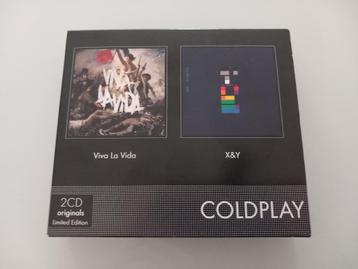 VIVA
LA VIDA
Viva La Vida
X&Y
2CD
originals
Limited Edition
COLDPLAY